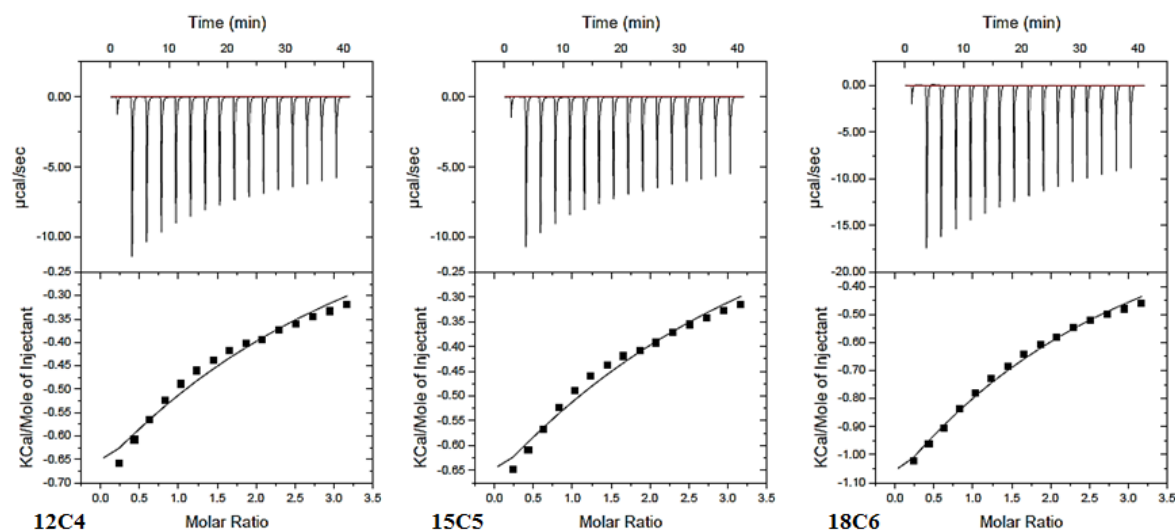 Time (min)
0 10 20 30 40
0.00
-5.00
-10.00
µcal/sec
-0.25
-0.30
-0.35
-0.40
-0.45
-0.50
-0.55
-0.60
-0.65
-0.70
KCal/Mole of Injectant
0.0 0.5 1.0 1.5 2.0 2.5 3.0 3.5
12C4 Molar Ratio
Time (min)
0 10 20 30 40
0.00
-5.00
-10.00
µcal/sec
-0.25
-0.30
-0.35
-0.40
-0.45
-0.50
-0.55
-0.60
-0.65
KCal/Mole of Injectant
0.0 0.5 1.0 1.5 2.0 2.5 3.0 3.5
15C5 Molar Ratio
Time (min)
0 10 20 30 40
0.00
-5.00
-10.00
-15.00
-20.00
µcal/sec
-0.40
-0.50
-0.60
-0.70
-0.80
-0.90
-1.00
-1.10
KCal/Mole of Injectant
0.0 0.5 1.0 1.5 2.0 2.5 3.0 3.5
18C6 Molar Ratio